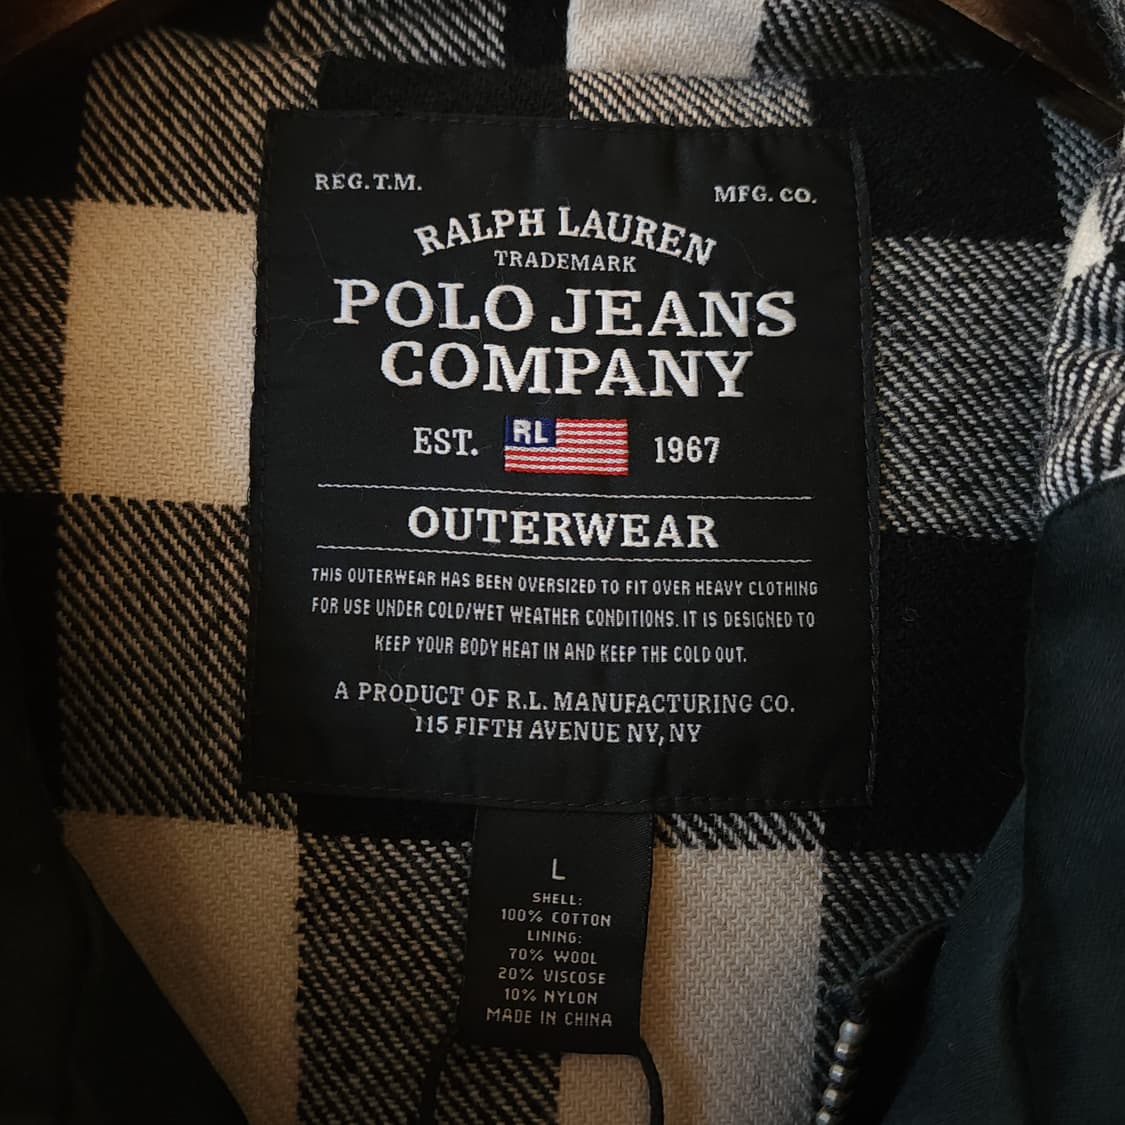 REG.T.M. MFG. CO.
RALPH LAUREN
TRADEMARK
POLO JEANS
COMPANY
EST. RL 1967
OUTERWEAR
THIS OUTERWEAR HAS BEEN OVERSIZED TO FIT OVER HEAVY CLOTHING
FOR USE UNDER COLD/WET WEATHER CONDITIONS. IT IS DESIGNED TO
KEEP YOUR BODY HEAT IN AND KEEP THE COLD OUT.
A PRODUCT OF R.L. MANUFACTURING CO.
115 FIFTH AVENUE NY, NY
L
SHELL:
100% COTTON
LINING:
70% WOOL
20% VISCOSE
10% NYLON
MADE IN CHINA